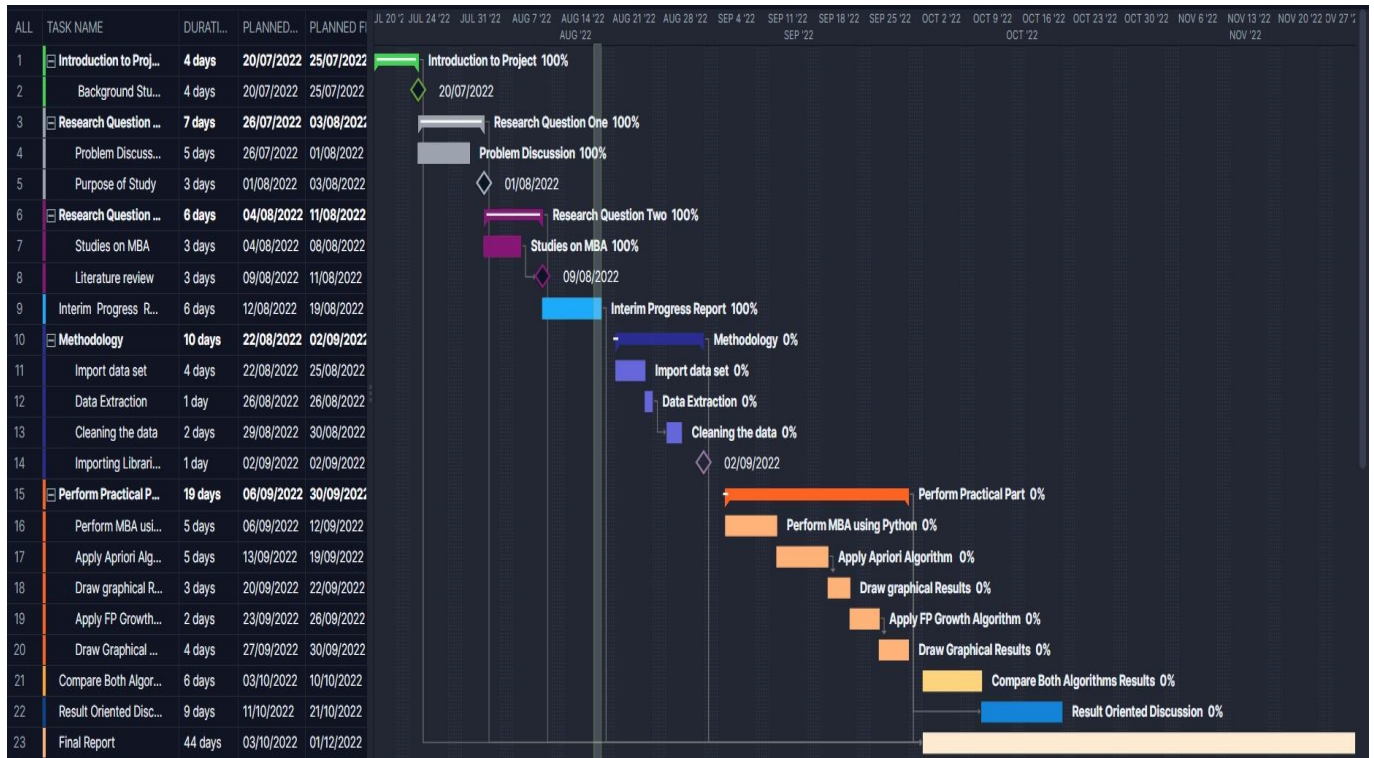 ALL TASK NAME DURATI... PLANNED... PLANNED FI
JL 20 '2 JUL 24 '22 JUL 31 '22 AUG 7 '22 AUG 14 '22 AUG 21 '22 AUG 28 '22 SEP 4 '22 SEP 11 '22 SEP 18 '22 SEP 25 '22 OCT 2 '22 OCT 9 '22 OCT 16 '22 OCT 23 '22 OCT 30 '22 NOV 6 '22 NOV 13 '22 NOV 20 '22 OV 27 '2
AUG '22 SEP '22 OCT '22 NOV '22
1 Introduction to Proj... 4 days 20/07/2022 25/07/2022 Introduction to Project 100%
2 Background Stu... 4 days 20/07/2022 25/07/2022 20/07/2022
3 Research Question ... 7 days 26/07/2022 03/08/2022 Research Question One 100%
4 Problem Discuss... 5 days 26/07/2022 01/08/2022 Problem Discussion 100%
5 Purpose of Study 3 days 01/08/2022 03/08/2022 01/08/2022
6 Research Question ... 6 days 04/08/2022 11/08/2022 Research Question Two 100%
7 Studies on MBA 3 days 04/08/2022 08/08/2022 Studies on MBA 100%
8 Literature review 3 days 09/08/2022 11/08/2022 09/08/2022
9 Interim Progress R... 6 days 12/08/2022 19/08/2022 Interim Progress Report 100%
10 Methodology 10 days 22/08/2022 02/09/2022 Methodology 0%
11 Import data set 4 days 22/08/2022 25/08/2022 Import data set 0%
12 Data Extraction 1 day 26/08/2022 26/08/2022 Data Extraction 0%
13 Cleaning the data 2 days 29/08/2022 30/08/2022 Cleaning the data 0%
14 Importing Librari... 1 day 02/09/2022 02/09/2022 02/09/2022
15 Perform Practical P... 19 days 06/09/2022 30/09/2022 Perform Practical Part 0%
16 Perform MBA usi... 5 days 06/09/2022 12/09/2022 Perform MBA using Python 0%
17 Apply Apriori Alg... 5 days 13/09/2022 19/09/2022 Apply Apriori Algorithm 0%
18 Draw graphical R... 3 days 20/09/2022 22/09/2022 Draw graphical Results 0%
19 Apply FP Growth... 2 days 23/09/2022 26/09/2022 Apply FP Growth Algorithm 0%
20 Draw Graphical ... 4 days 27/09/2022 30/09/2022 Draw Graphical Results 0%
21 Compare Both Algor... 6 days 03/10/2022 10/10/2022 Compare Both Algorithms Results 0%
22 Result Oriented Disc... 9 days 11/10/2022 21/10/2022 Result Oriented Discussion 0%
23 Final Report 44 days 03/10/2022 01/12/2022